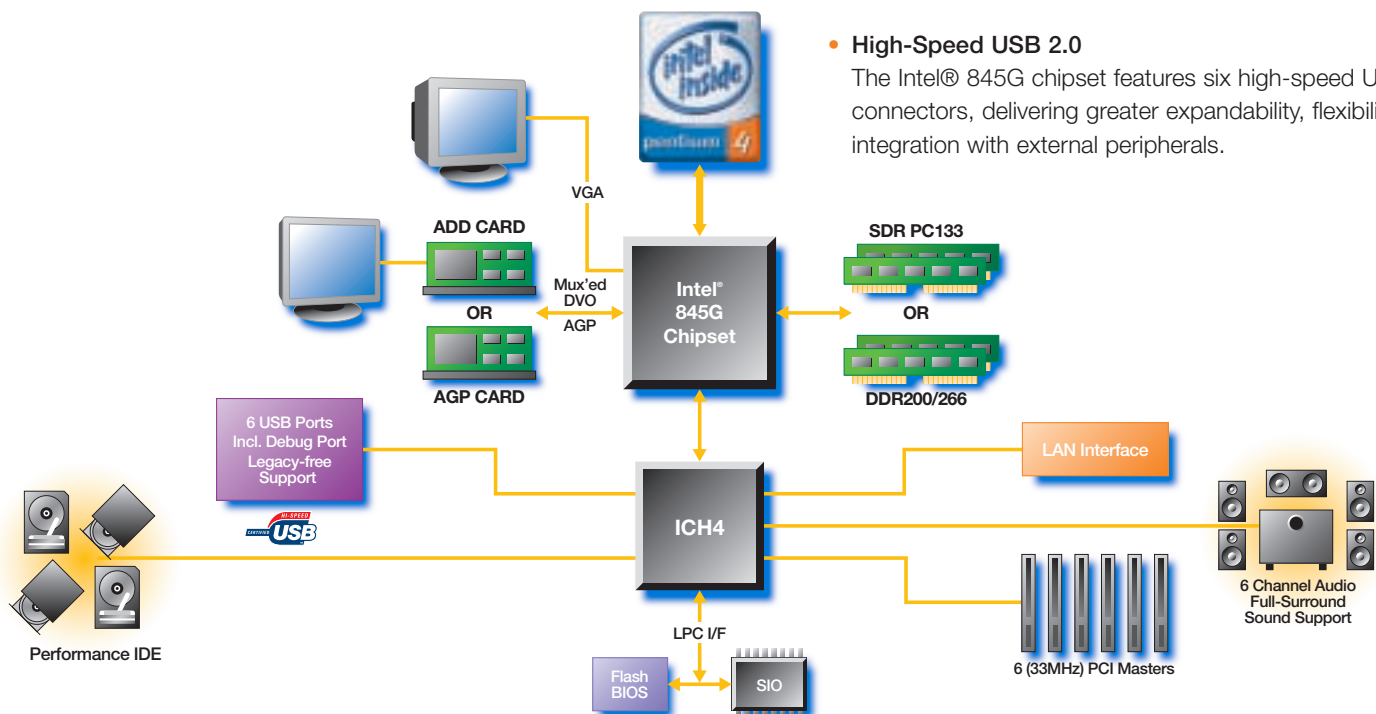 intel
inside
pentium 4
• High-Speed USB 2.0
The Intel® 845G chipset features six high-speed
connectors, delivering greater expandability,
integration with external peripherals.
VGA
ADD CARD
OR
AGP CARD
Mux'ed
DVO
AGP
Intel®
845G
Chipset
SDR PC133
OR
DDR200/266
6 USB Ports
Incl. Debug Port
Legacy-free
Support
HI-SPEED
CERTIFIED
USB
ICH4
LAN Interface
6 Channel Audio
Full-Surround
Sound Support
Performance IDE
LPC I/F
Flash
BIOS
SIO
6 (33MHz) PCI Masters